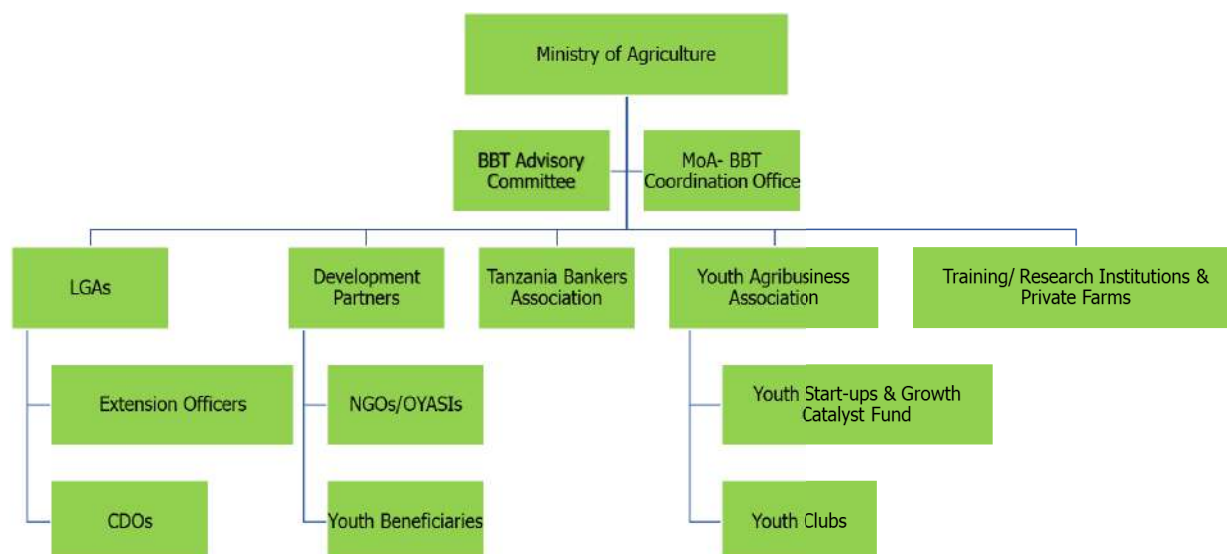 Ministry of Agriculture
BBT Advisory
Committee
MoA- BBT
Coordination Office
LGAs
Development
Partners
Tanzania Bankers
Association
Youth Agribusiness
Association
Training/ Research Institutions &
Private Farms
Extension Officers
NGOs/OYASIs
Youth Start-ups & Growth
Catalyst Fund
CDOs
Youth Beneficiaries
Youth Clubs